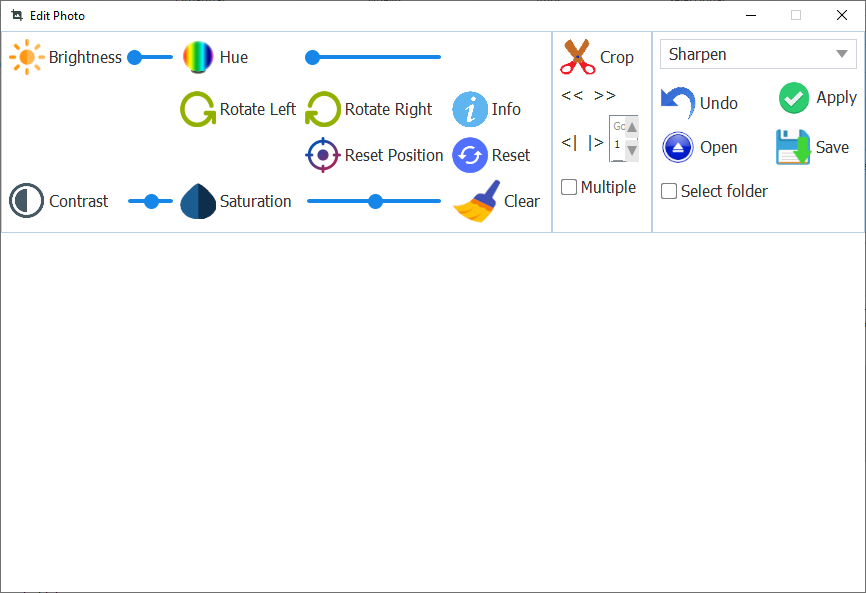 Edit Photo
Brightness
Hue
Rotate Left
Rotate Right
Info
Reset Position
Reset
Contrast
Saturation
Clear
Crop
<< >>
<| |>
1
Multiple
Sharpen
Undo
Apply
Open
Save
Select folder